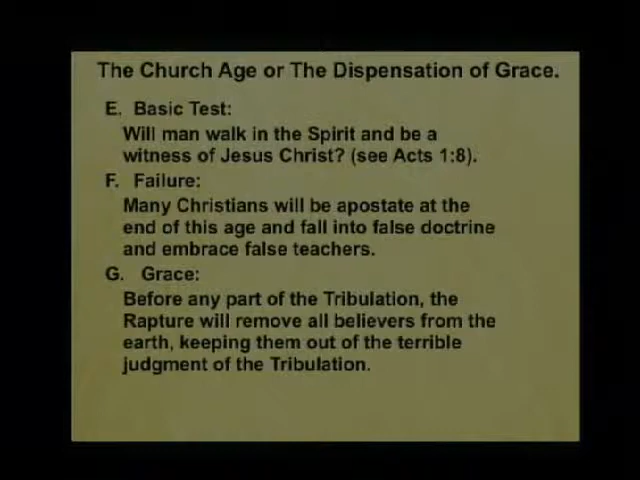 The Church Age or The Dispensation of Grace.
E. Basic Test:
Will man walk in the Spirit and be a
witness of Jesus Christ? (see Acts 1:8).
F. Failure:
Many Christians will be apostate at the
end of this age and fall into false doctrine
and embrace false teachers.
G. Grace:
Before any part of the Tribulation, the
Rapture will remove all believers from the
earth, keeping them out of the terrible
judgment of the Tribulation.